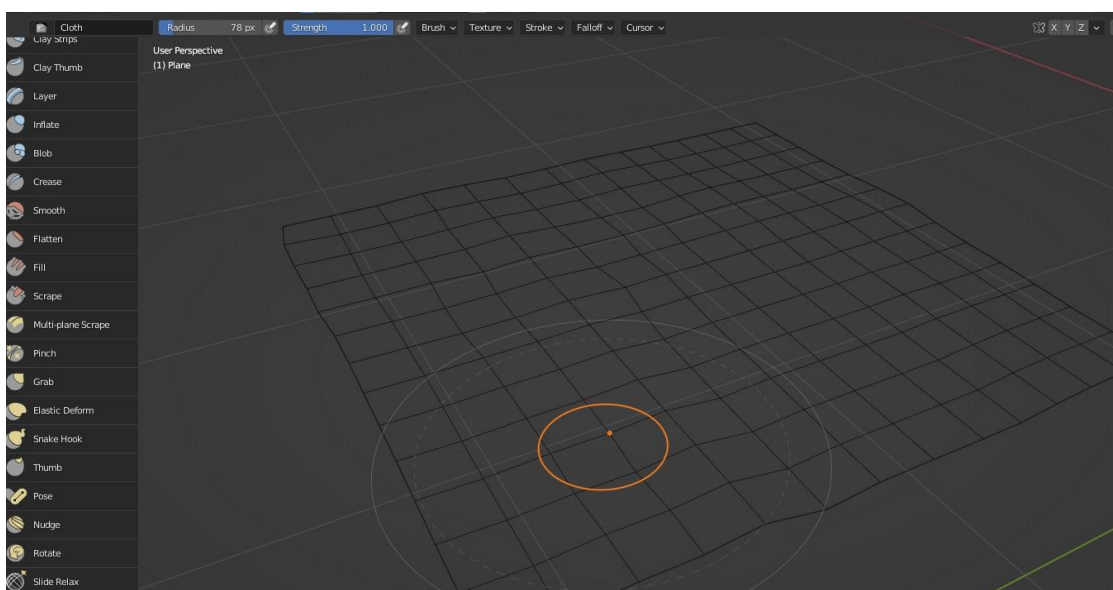 Cloth Radius 78 px Strength 1.000 Brush Texture Stroke Falloff Cursor X Y Z
Clay Strips
User Perspective
(1) Plane
Clay Thumb
Layer
Inflate
Blob
Crease
Smooth
Flatten
Fill
Scrape
Multi-plane Scrape
Pinch
Grab
Elastic Deform
Snake Hook
Thumb
Pose
Nudge
Rotate
Slide Relax